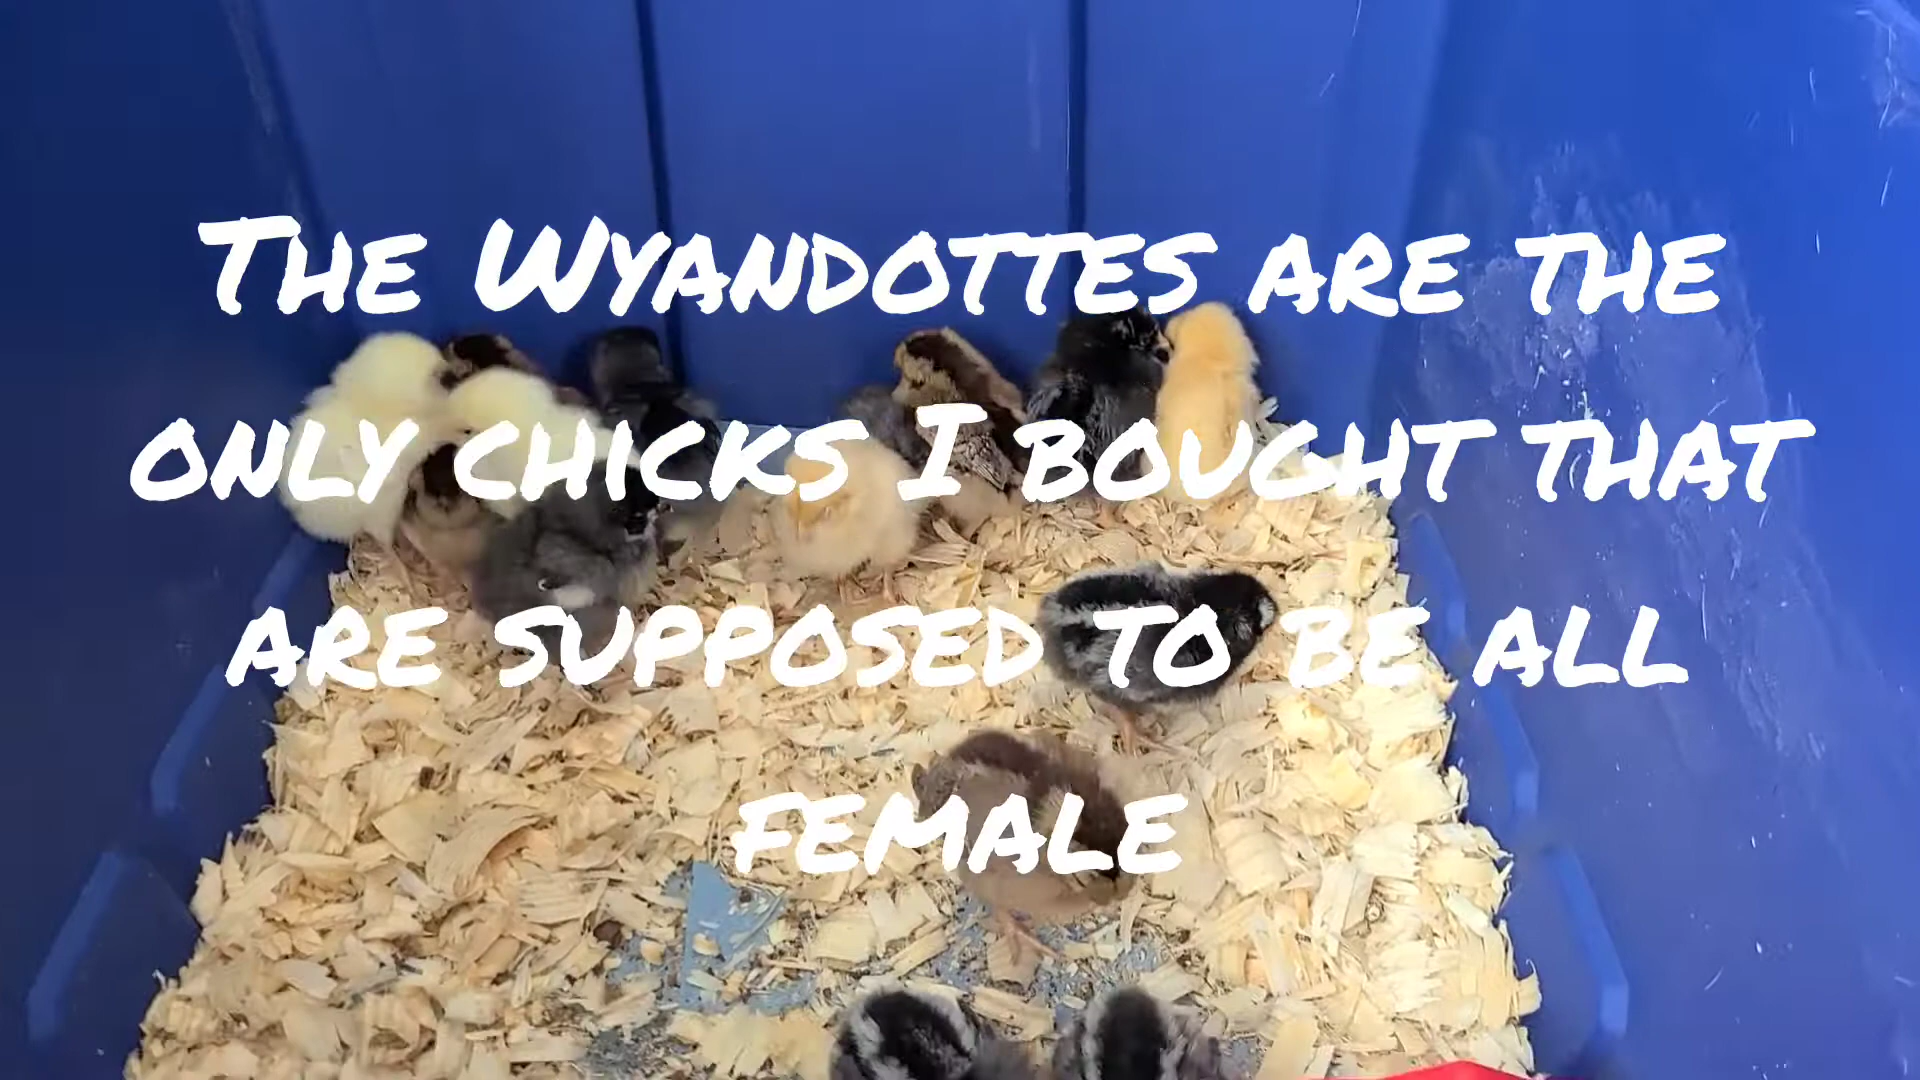 The Wyandottes are the
only chicks I bought that
are supposed to be all
female